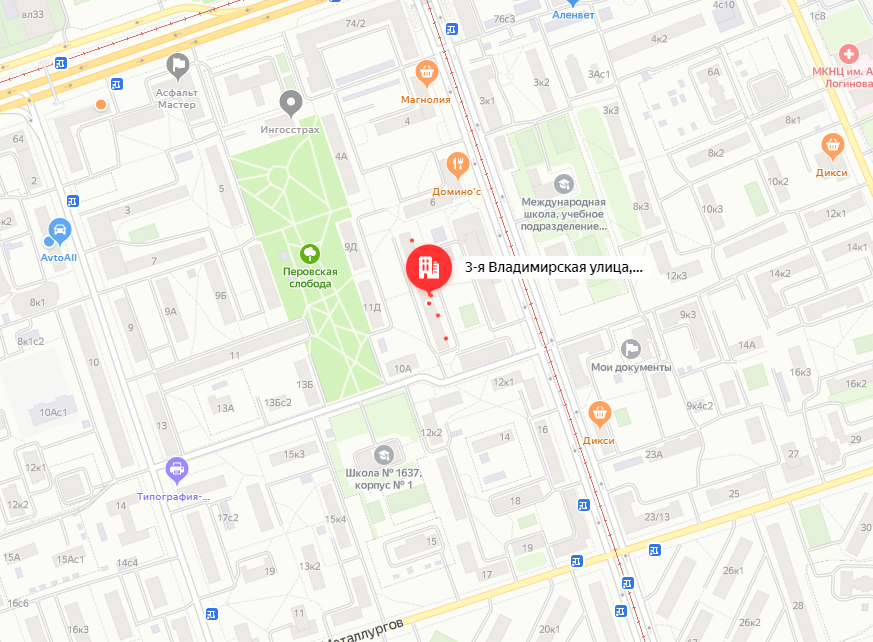 вл33
74/2
76с3
Аленвет
4с10
1с8
4к2
МКНЦ им. А
Логинова
6А
3Ас1
3к2
Асфальт
Мастер
Магнолия
3к1
3к3
8к1
Ингосстрах
4
64
4А
8к2
Дикси
2
5
Домино'с
Международная
школа, учебное
подразделение...
10к2
6
8к3
10к3
12к1
3
к2
AvtoAll
7
9Д
Перовская
слобода
3-я Владимирская улица,...
14к1
12к3
8к1
9Б
9А
11Д
9к3
9
8к1с2
14А
11
10
10А
Мои документы
16к3
13Б
12к1
16к2
10Ас1
13А
13Бс2
9к4с2
Дикси
13
12к2
14
16
27
29
15к3
23А
12к1
Школа № 1637,
корпус № 1
Типография-...
25
12к2
14
18
17с2
15к4
23/13
30
15
19
15А
15Ас1
14с4
13к2
19
17
26к1
16с6
28
11
16к3
Металлургов
20к1
26к2